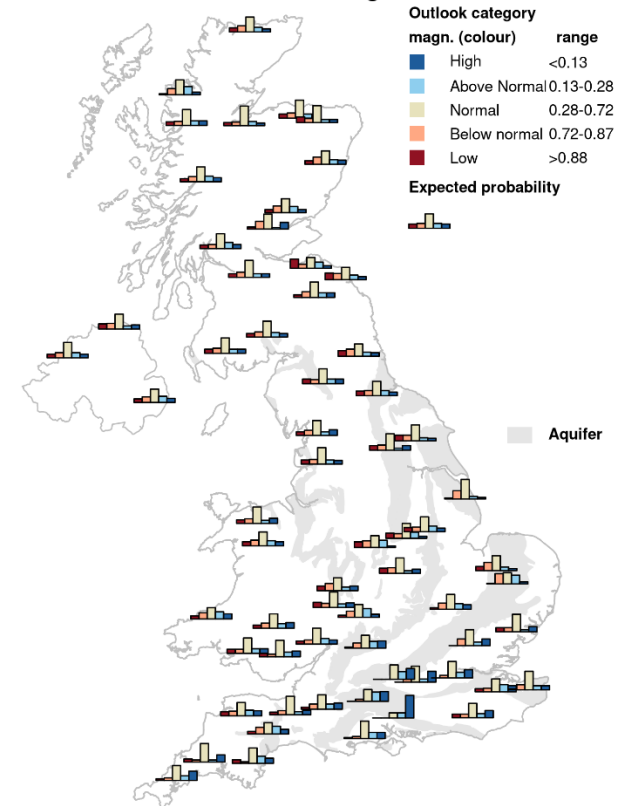 Outlook category
magn. (colour) range
High <0.13
Above Normal 0.13-0.28
Normal 0.28-0.72
Below normal 0.72-0.87
Low >0.88
Expected probability
Aquifer